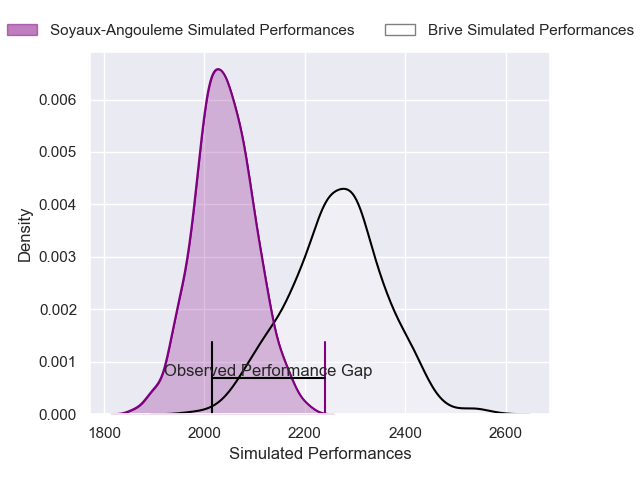 Soyaux-Angouleme Simulated Performances
Brive Simulated Performances
0.006
0.005
0.004
0.003
0.002
0.001
0.000
Density
Observed Performance Gap
1800 2000 2200 2400 2600
Simulated Performances